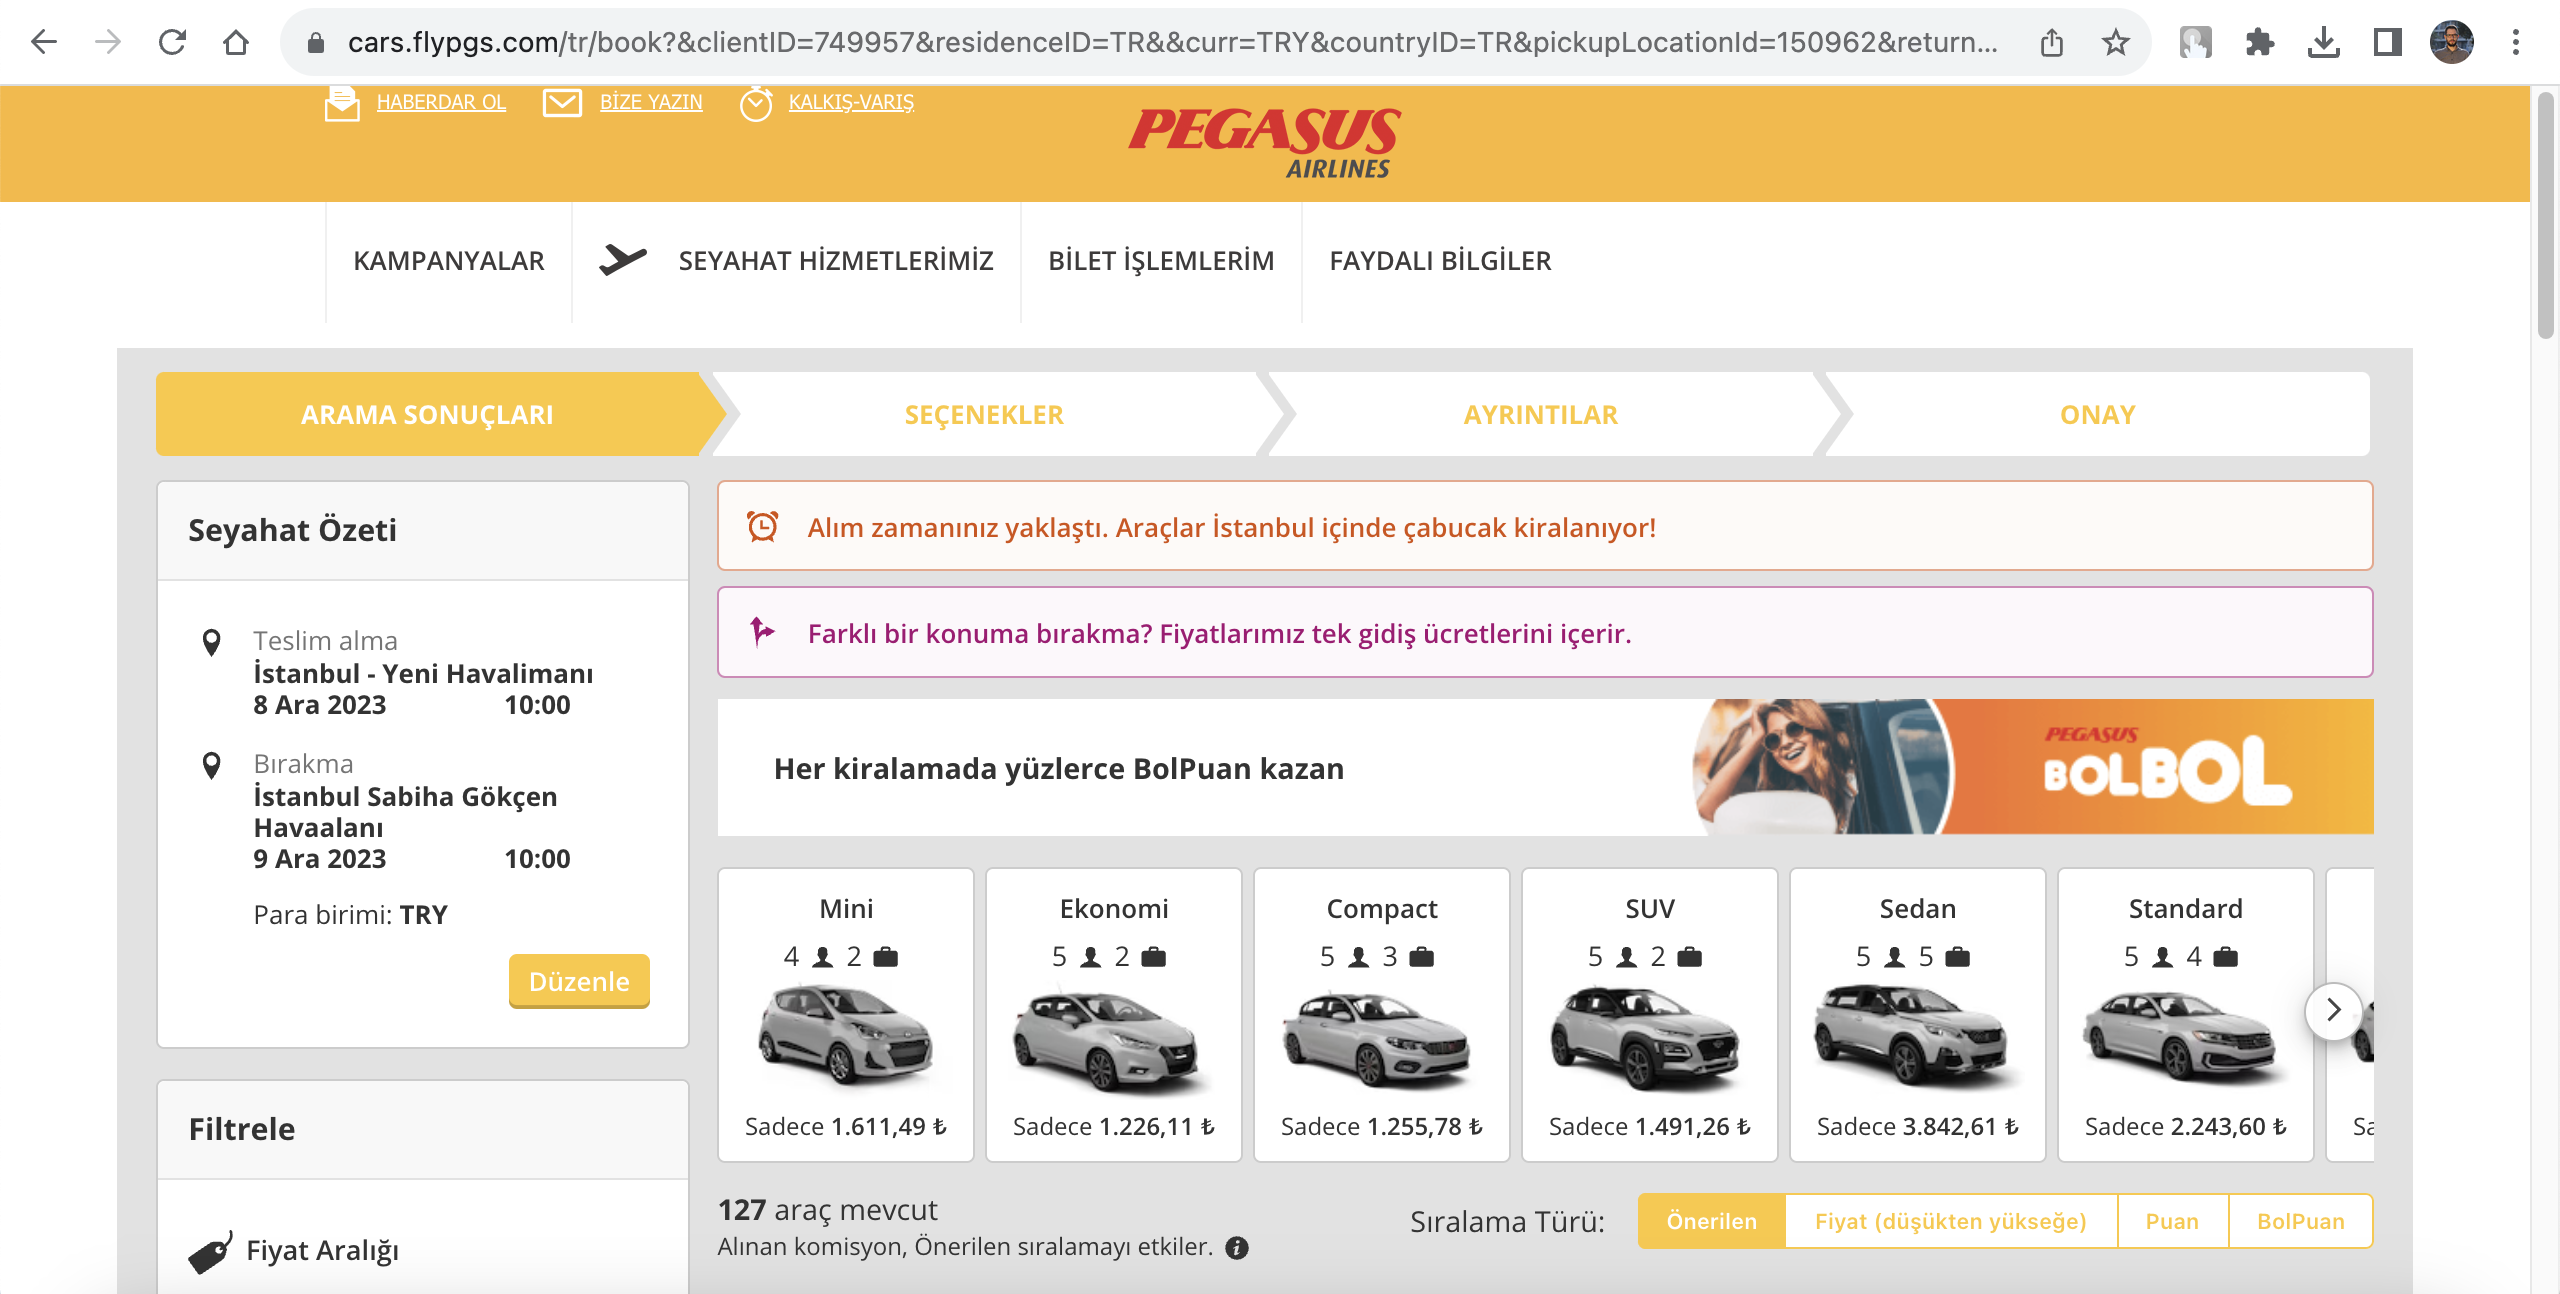 cars.flypgs.com/tr/book?&clientID=749957&residenceID=TR&&curr=TRY&countryID=TR&pickupLocationId=150962&return...
HABERDAR OL
BİZE YAZIN
KALKIŞ-VARIŞ
PEGASUS
AIRLINES
KAMPANYALAR
SEYAHAT HİZMETLERİMİZ
BİLET İŞLEMLERİM
FAYDALI BİLGİLER
ARAMA SONUÇLARI
SEÇENEKLER
AYRINTILAR
ONAY
Seyahat Özeti
Teslim alma
İstanbul - Yeni Havalimanı
8 Ara 2023 10:00
Bırakma
İstanbul Sabiha Gökçen
Havaalanı
9 Ara 2023 10:00
Para birimi: TRY
Düzenle
Filtrele
Fiyat Aralığı
Alım zamanınız yaklaştı. Araçlar İstanbul içinde çabucak kiralanıyor!
Farklı bir konuma bırakma? Fiyatlarımız tek gidiş ücretlerini içerir.
Her kiralamada yüzlerce BolPuan kazan
PEGASUS
BOLBOL
Mini
4 2
Sadece 1.611,49 ₺
Ekonomi
5 2
Sadece 1.226,11 ₺
Compact
5 3
Sadece 1.255,78 ₺
SUV
5 2
Sadece 1.491,26 ₺
Sedan
5 5
Sadece 3.842,61 ₺
Standard
5 4
Sadece 2.243,60 ₺
127 araç mevcut
Alınan komisyon, Önerilen sıralamayı etkiler.
Sıralama Türü:
Önerilen
Fiyat (düşükten yükseğe)
Puan
BolPuan